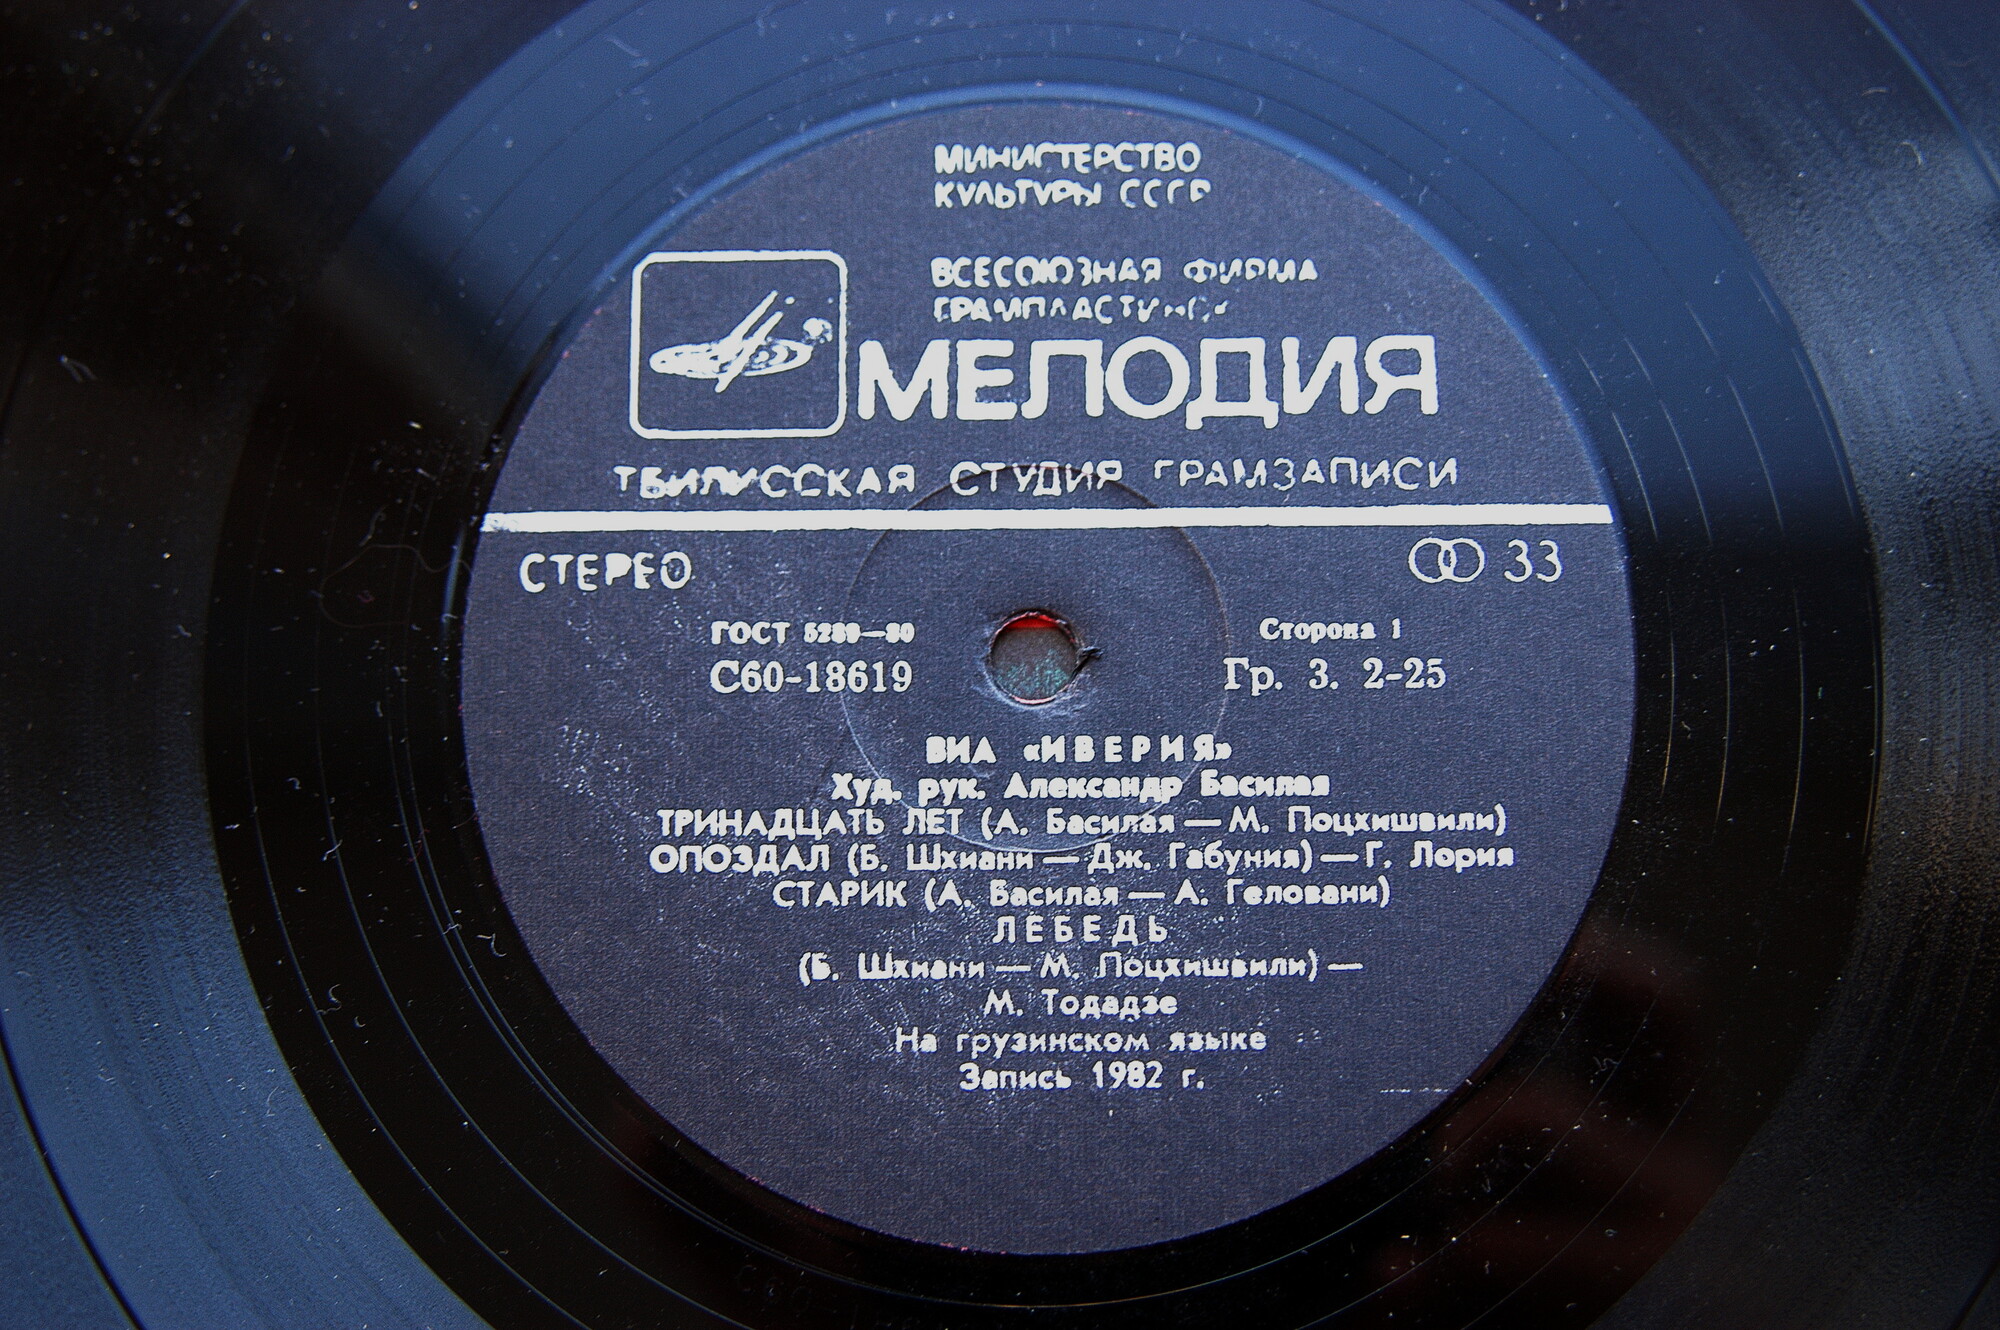 МИНИСТЕРСТВО
КУЛЬТУРЫ СССР
ВСЕСОЮЗНАЯ ФИРМА
ГРАМПЛАСТИНОК
МЕЛОДИЯ
ТБИЛИССКАЯ СТУДИЯ ГРАМЗАПИСИ
СТЕРЕО 33
ГОСТ 5289—80 Сторона 1
С60-18619 Гр. 3. 2-25
ВИА «ИВЕРИЯ»
Худ. рук. Александр Басилая
ТРИНАДЦАТЬ ЛЕТ (А. Басилая — М. Поцхишвили)
ОПОЗДАЛ (Б. Шхиани — Дж. Габуния) — Г. Лория
СТАРИК (А. Басилая — А. Геловани)
ЛЕБЕДЬ
(Б. Шхиани — М. Поцхишвили) —
М. Тодадзе
На грузинском языке
Запись 1982 г.